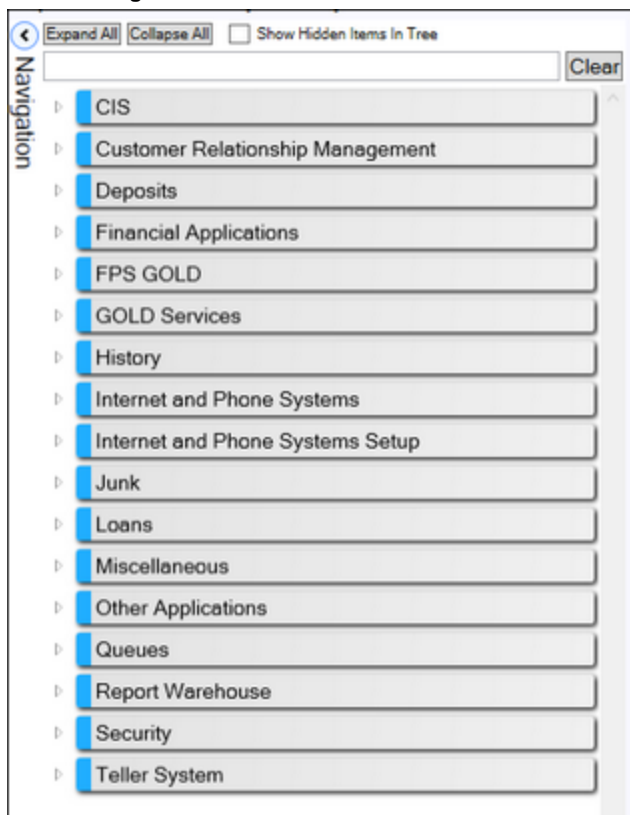 Expand All Collapse All Show Hidden Items In Tree
Clear
Navigation
CIS
Customer Relationship Management
Deposits
Financial Applications
FPS GOLD
GOLD Services
History
Internet and Phone Systems
Internet and Phone Systems Setup
Junk
Loans
Miscellaneous
Other Applications
Queues
Report Warehouse
Security
Teller System